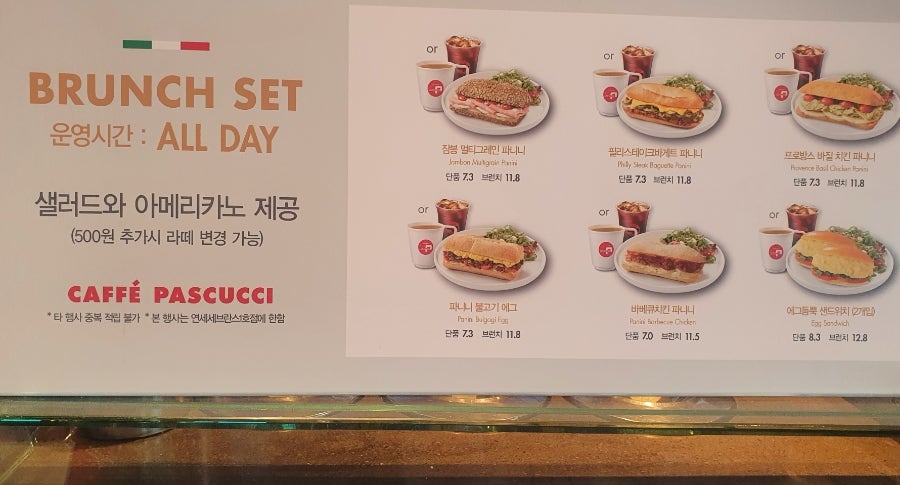 BRUNCH SET
운영시간 : ALL DAY
샐러드와 아메리카노 제공
(500원 추가시 라떼 변경 가능)
CAFFÉ PASCUCCI
* 타 행사 중복 적립 불가 * 본 행사는 연세세브란스1호점에 한함
or
잠봉 멀티그레인 파니니
Jambon Multigrain Panini
단품 7.3 브런치 11.8
or
필리스테이크바게트 파니니
Philly Steak Baguette Panini
단품 7.3 브런치 11.8
or
프로방스 바질 치킨 파니니
Provence Basil Chicken Panini
단품 7.3 브런치 11.8
or
파니니 불고기 에그
Panini Bulgogi Egg
단품 7.3 브런치 11.8
or
바베큐치킨 파니니
Panini Barbecue Chicken
단품 7.0 브런치 11.5
or
에그듬뿍 샌드위치 (2개입)
Egg Sandwich
단품 8.3 브런치 12.8